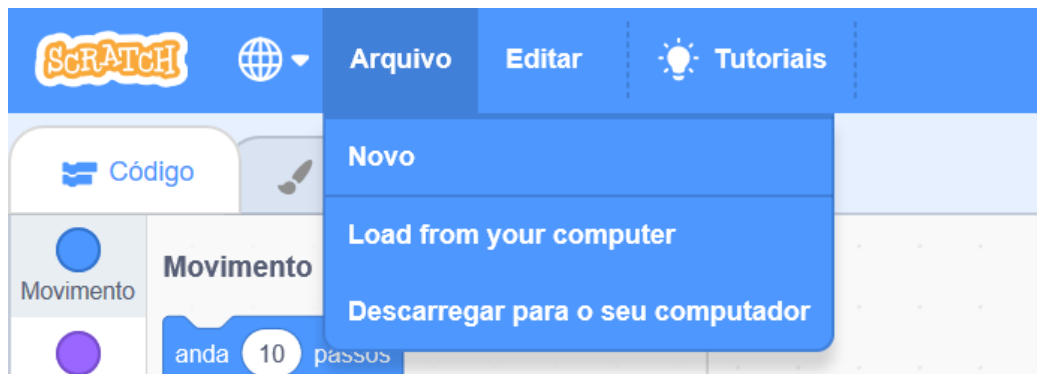 SCRATCH Arquivo Editar Tutoriais
Código
Novo
Load from your computer
Descarregar para o seu computador
Movimento
Movimento
anda 10 passos